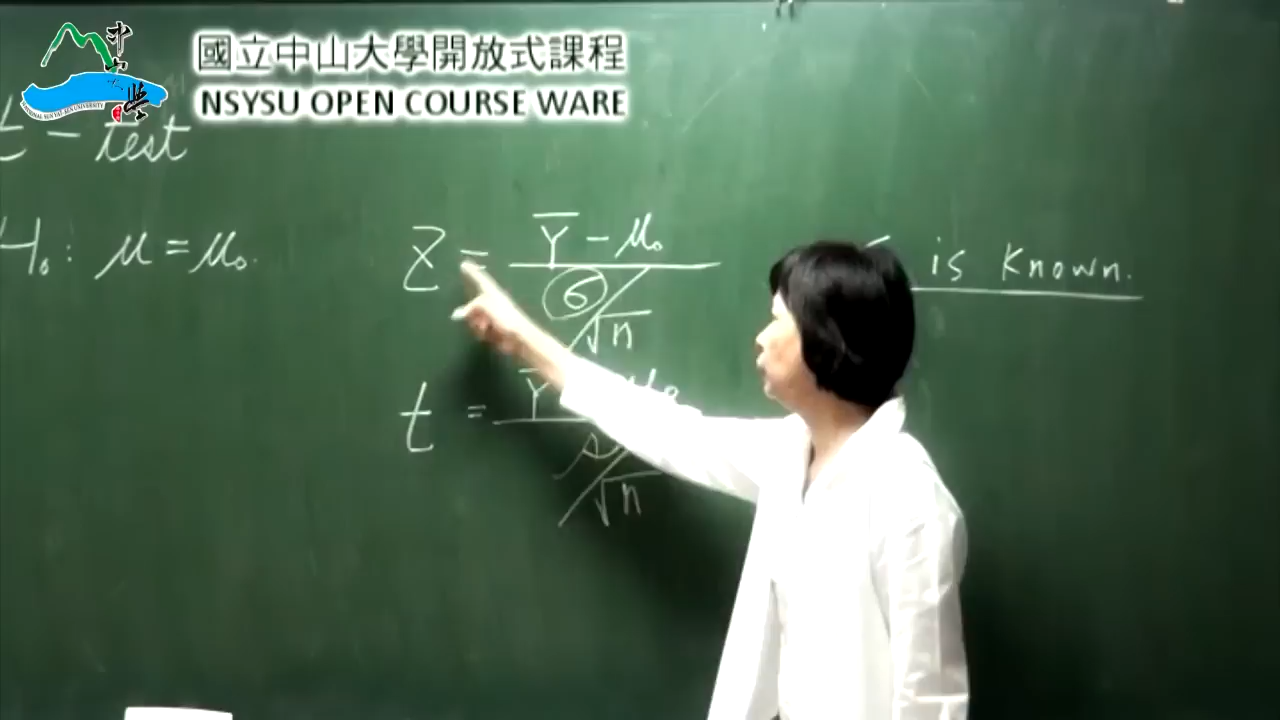 國立中山大學開放式課程
NSYSU OPEN COURSE WARE
t - test
H₀: μ = μ₀.
Z = Ȳ - μ₀ / σ/√n
is known.
t = Ȳ μ₀ / s/√n